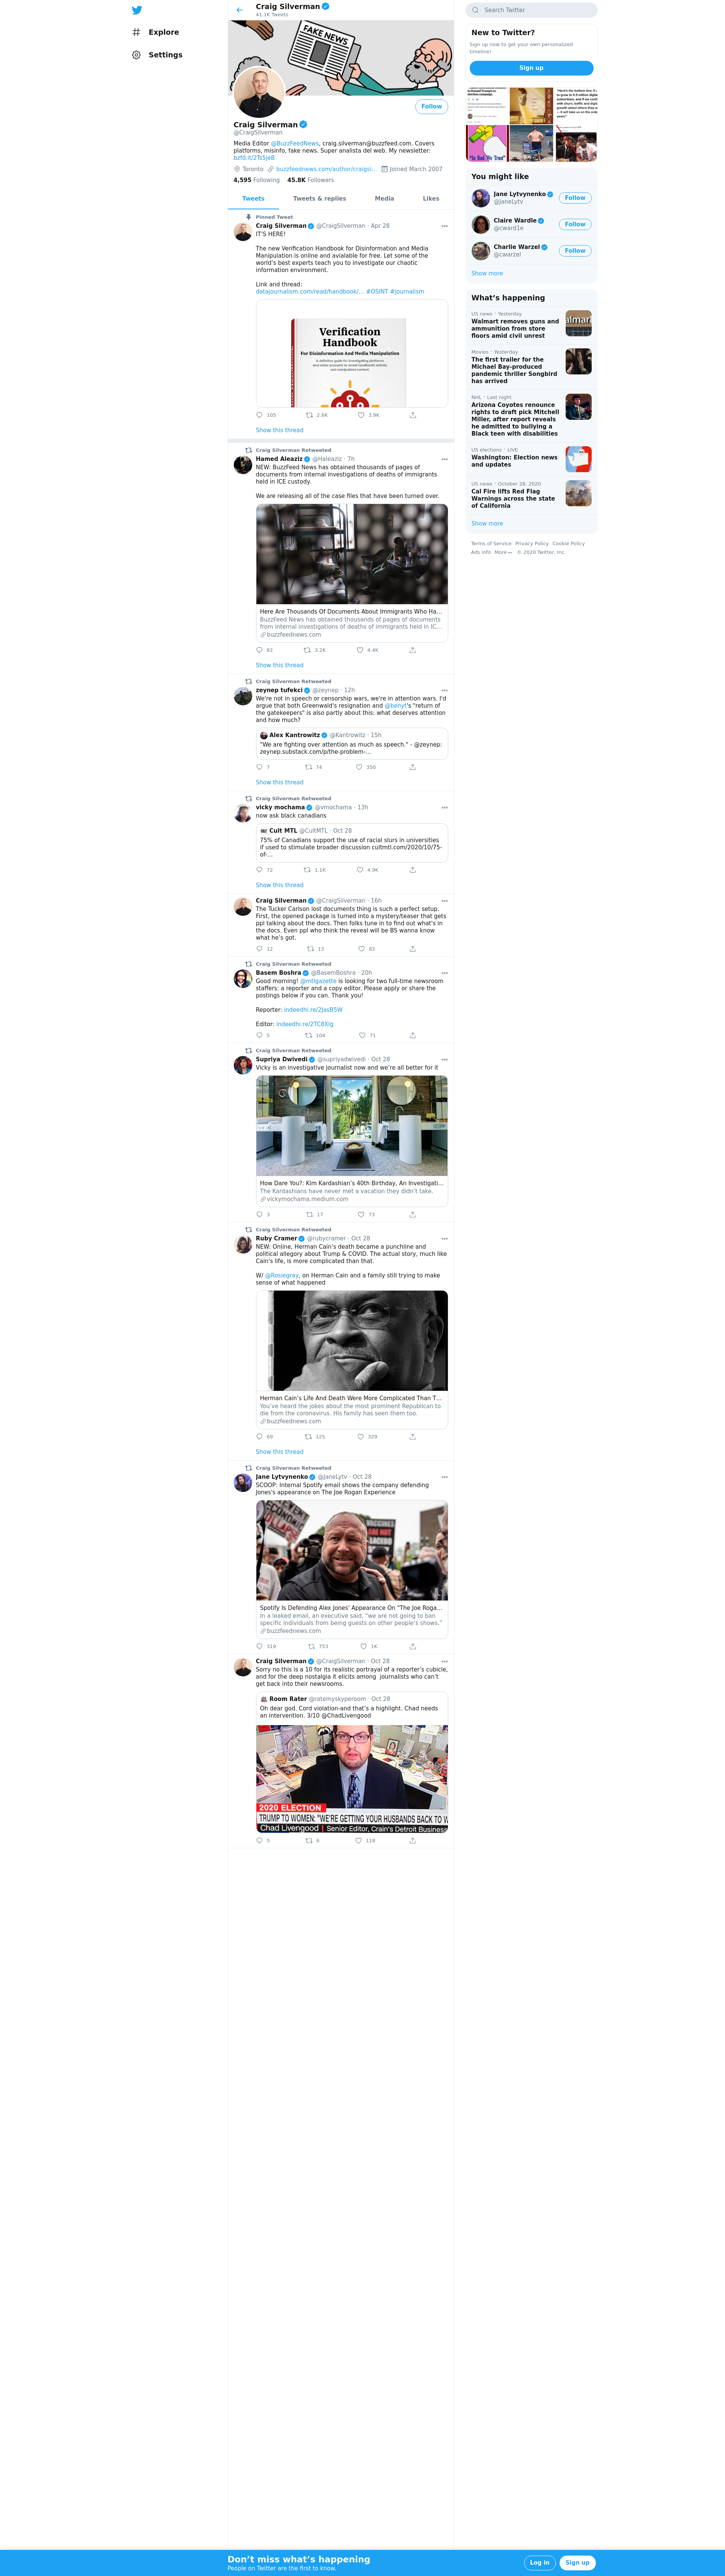 Explore
Settings
Craig Silverman
41.1K Tweets
FAKE NEWS
Follow
Craig Silverman
@CraigSilverman
Media Editor @BuzzFeedNews, craig.silverman@buzzfeed.com. Covers
platforms, misinfo, fake news. Super analista del web. My newsletter:
bzfd.it/2Ts5jeB
Toronto buzzfeednews.com/author/craigsi… Joined March 2007
4,595 Following 45.8K Followers
Tweets Tweets & replies Media Likes
Pinned Tweet
Craig Silverman @CraigSilverman · Apr 28
IT'S HERE!
The new Verification Handbook for Disinformation and Media
Manipulation is online and avialable for free. Let some of the
world's best experts teach you to investigate our chaotic
information environment.
Link and thread:
datajournalism.com/read/handbook/… #OSINT #Journalism
Verification
Handbook
For Disinformation And Media Manipulation
A definitive guide for investigating platforms
and online accounts to reveal inauthentic activity
and manipulated content
105 2.6K 3.9K
Show this thread
Craig Silverman Retweeted
Hamed Aleaziz @Haleaziz · 7h
NEW: BuzzFeed News has obtained thousands of pages of
documents from internal investigations of deaths of immigrants
held in ICE custody.
We are releasing all of the case files that have been turned over.
Here Are Thousands Of Documents About Immigrants Who Ha…
BuzzFeed News has obtained thousands of pages of documents
from internal investigations of deaths of immigrants held in IC…
buzzfeednews.com
82 3.2K 4.4K
Show this thread
Craig Silverman Retweeted
zeynep tufekci @zeynep · 12h
We're not in speech or censorship wars, we're in attention wars. I'd
argue that both Greenwald's resignation and @benyt's "return of
the gatekeepers" is also partly about this: what deserves attention
and how much?
Alex Kantrowitz @Kantrowitz · 15h
"We are fighting over attention as much as speech." - @zeynep:
zeynep.substack.com/p/the-problem-…
7 74 350
Show this thread
Craig Silverman Retweeted
vicky mochama @vmochama · 13h
now ask black canadians
Cult MTL @CultMTL · Oct 28
75% of Canadians support the use of racial slurs in universities
if used to stimulate broader discussion cultmtl.com/2020/10/75-
of-…
72 1.1K 4.9K
Show this thread
Craig Silverman @CraigSilverman · 16h
The Tucker Carlson lost documents thing is such a perfect setup.
First, the opened package is turned into a mystery/teaser that gets
ppl talking about the docs. Then folks tune in to find out what's in
the docs. Even ppl who think the reveal will be BS wanna know
what he's got.
12 13 82
Craig Silverman Retweeted
Basem Boshra @BasemBoshra · 20h
Good morning! @mtlgazette is looking for two full-time newsroom
staffers: a reporter and a copy editor. Please apply or share the
postings below if you can. Thank you!
Reporter: indeedhi.re/2JasB5W
Editor: indeedhi.re/2TC8Xig
5 104 71
Craig Silverman Retweeted
Supriya Dwivedi @supriyadwivedi · Oct 28
Vicky is an investigative journalist now and we're all better for it
How Dare You?: Kim Kardashian's 40th Birthday, An Investigati…
The Kardashians have never met a vacation they didn't take.
vickymochama.medium.com
3 17 73
Craig Silverman Retweeted
Ruby Cramer @rubycramer · Oct 28
NEW: Online, Herman Cain's death became a punchline and
political allegory about Trump & COVID. The actual story, much like
Cain's life, is more complicated than that.
W/ @Rosiegray, on Herman Cain and a family still trying to make
sense of what happened
Herman Cain's Life And Death Were More Complicated Than T…
You've heard the jokes about the most prominent Republican to
die from the coronavirus. His family has seen them too.
buzzfeednews.com
69 125 329
Show this thread
Craig Silverman Retweeted
Jane Lytvynenko @JaneLytv · Oct 28
SCOOP: Internal Spotify email shows the company defending
Jones's appearance on The Joe Rogan Experience
Spotify Is Defending Alex Jones' Appearance On "The Joe Roga…
In a leaked email, an executive said, "we are not going to ban
specific individuals from being guests on other people's shows."
buzzfeednews.com
319 753 1K
Craig Silverman @CraigSilverman · Oct 28
Sorry no this is a 10 for its realistic portrayal of a reporter's cubicle,
and for the deep nostalgia it elicits among journalists who can't
get back into their newsrooms.
Room Rater @ratemyskyperoom · Oct 28
Oh dear god. Cord violation-and that's a highlight. Chad needs
an intervention. 3/10 @ChadLivengood
2020 ELECTION
TRUMP TO WOMEN: "WE'RE GETTING YOUR HUSBANDS BACK TO W
Chad Livengood | Senior Editor, Crain's Detroit Business
5 6 118
Search Twitter
New to Twitter?
Sign up now to get your own personalized
timeline!
Sign up
"In Mad We Trust"
You might like
Jane Lytvynenko
@JaneLytv
Follow
Claire Wardle
@cward1e
Follow
Charlie Warzel
@cwarzel
Follow
Show more
What's happening
US news · Yesterday
Walmart removes guns and
ammunition from store
floors amid civil unrest
almar
Movies · Yesterday
The first trailer for the
Michael Bay-produced
pandemic thriller Songbird
has arrived
NHL · Last night
Arizona Coyotes renounce
rights to draft pick Mitchell
Miller, after report reveals
he admitted to bullying a
Black teen with disabilities
US elections · LIVE
Washington: Election news
and updates
US news · October 28, 2020
Cal Fire lifts Red Flag
Warnings across the state
of California
Show more
Terms of Service Privacy Policy Cookie Policy
Ads info More ··· © 2020 Twitter, Inc.
Don't miss what's happening
People on Twitter are the first to know.
Log in Sign up